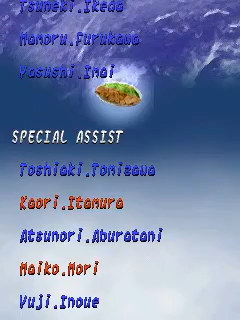 Tsuneki.Ikeda
Mamoru.Furukawa
Yasushi.Imai
SPECIAL ASSIST
Toshiaki.Tomizawa
Kaori.Itamura
Atsunori.Aburatani
Maiko.Mori
Yuji.Inoue